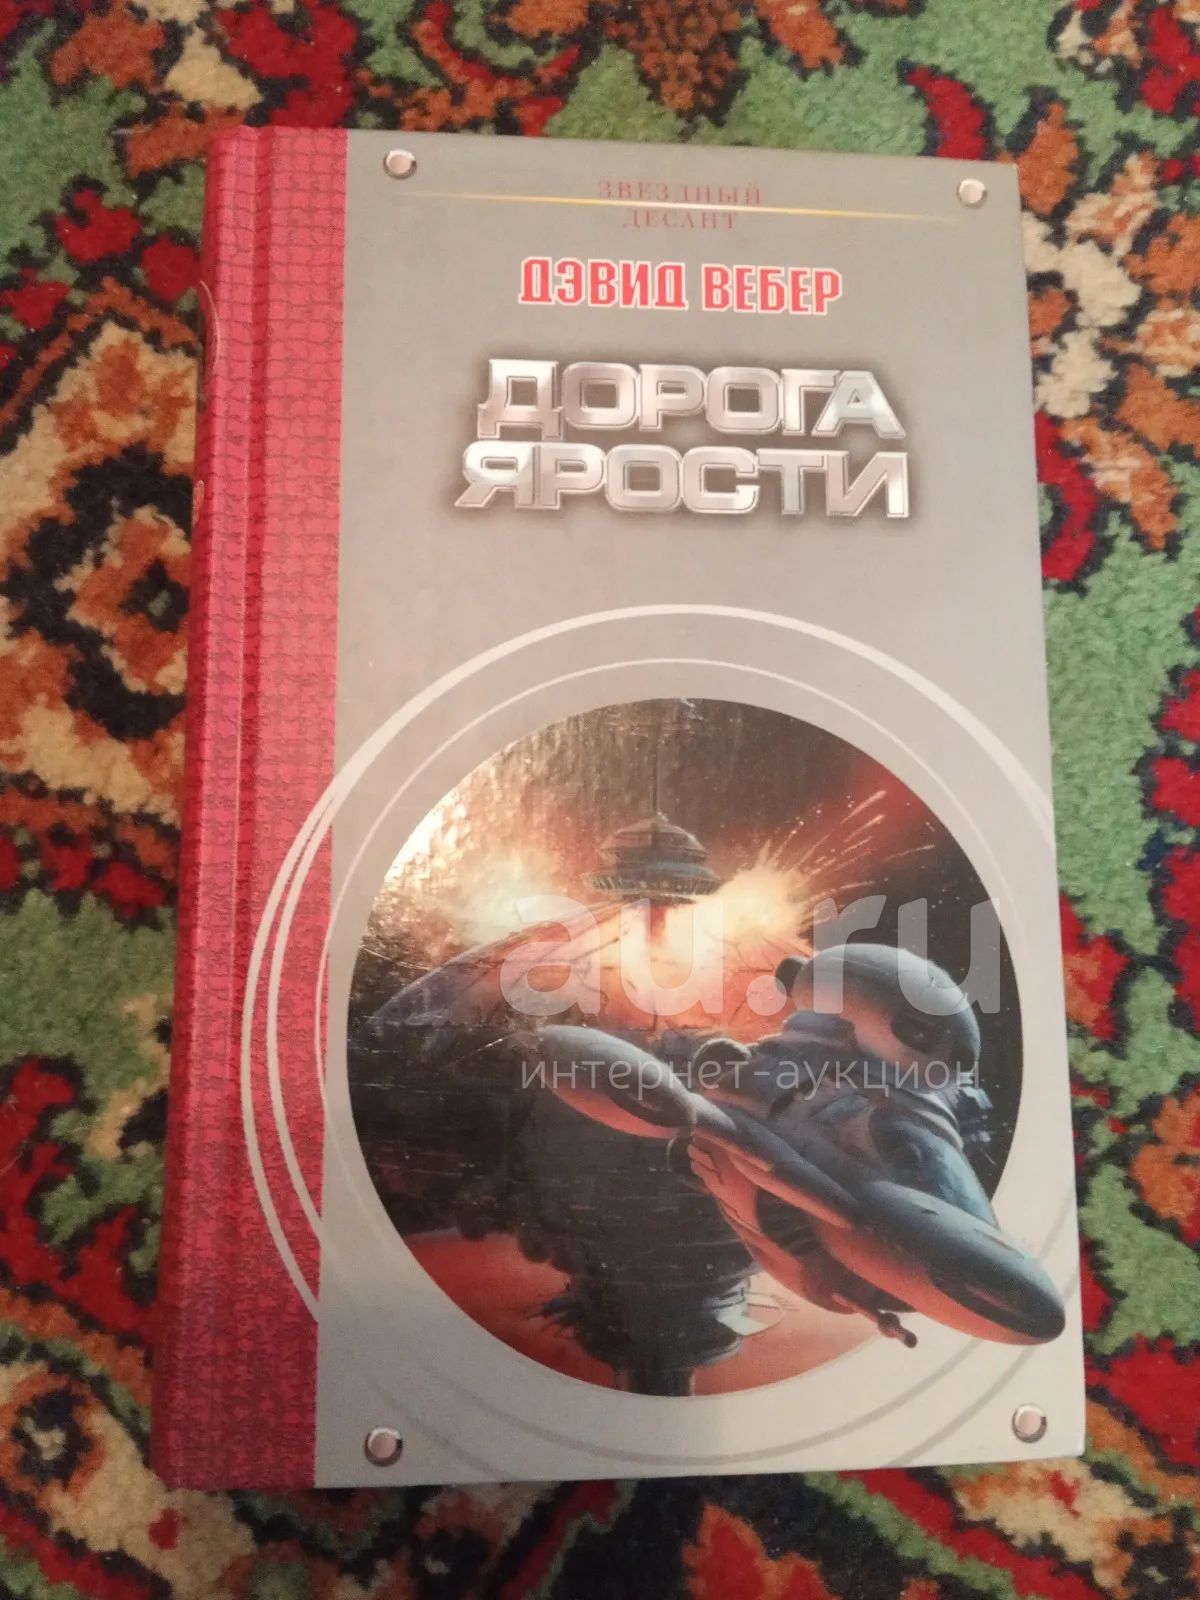 ЗВЕЗДНЫЙ
ДЕСАНТ
ДЭВИД ВЕБЕР
ДОРОГА
ЯРОСТИ
au.ru
интернет-аукцион